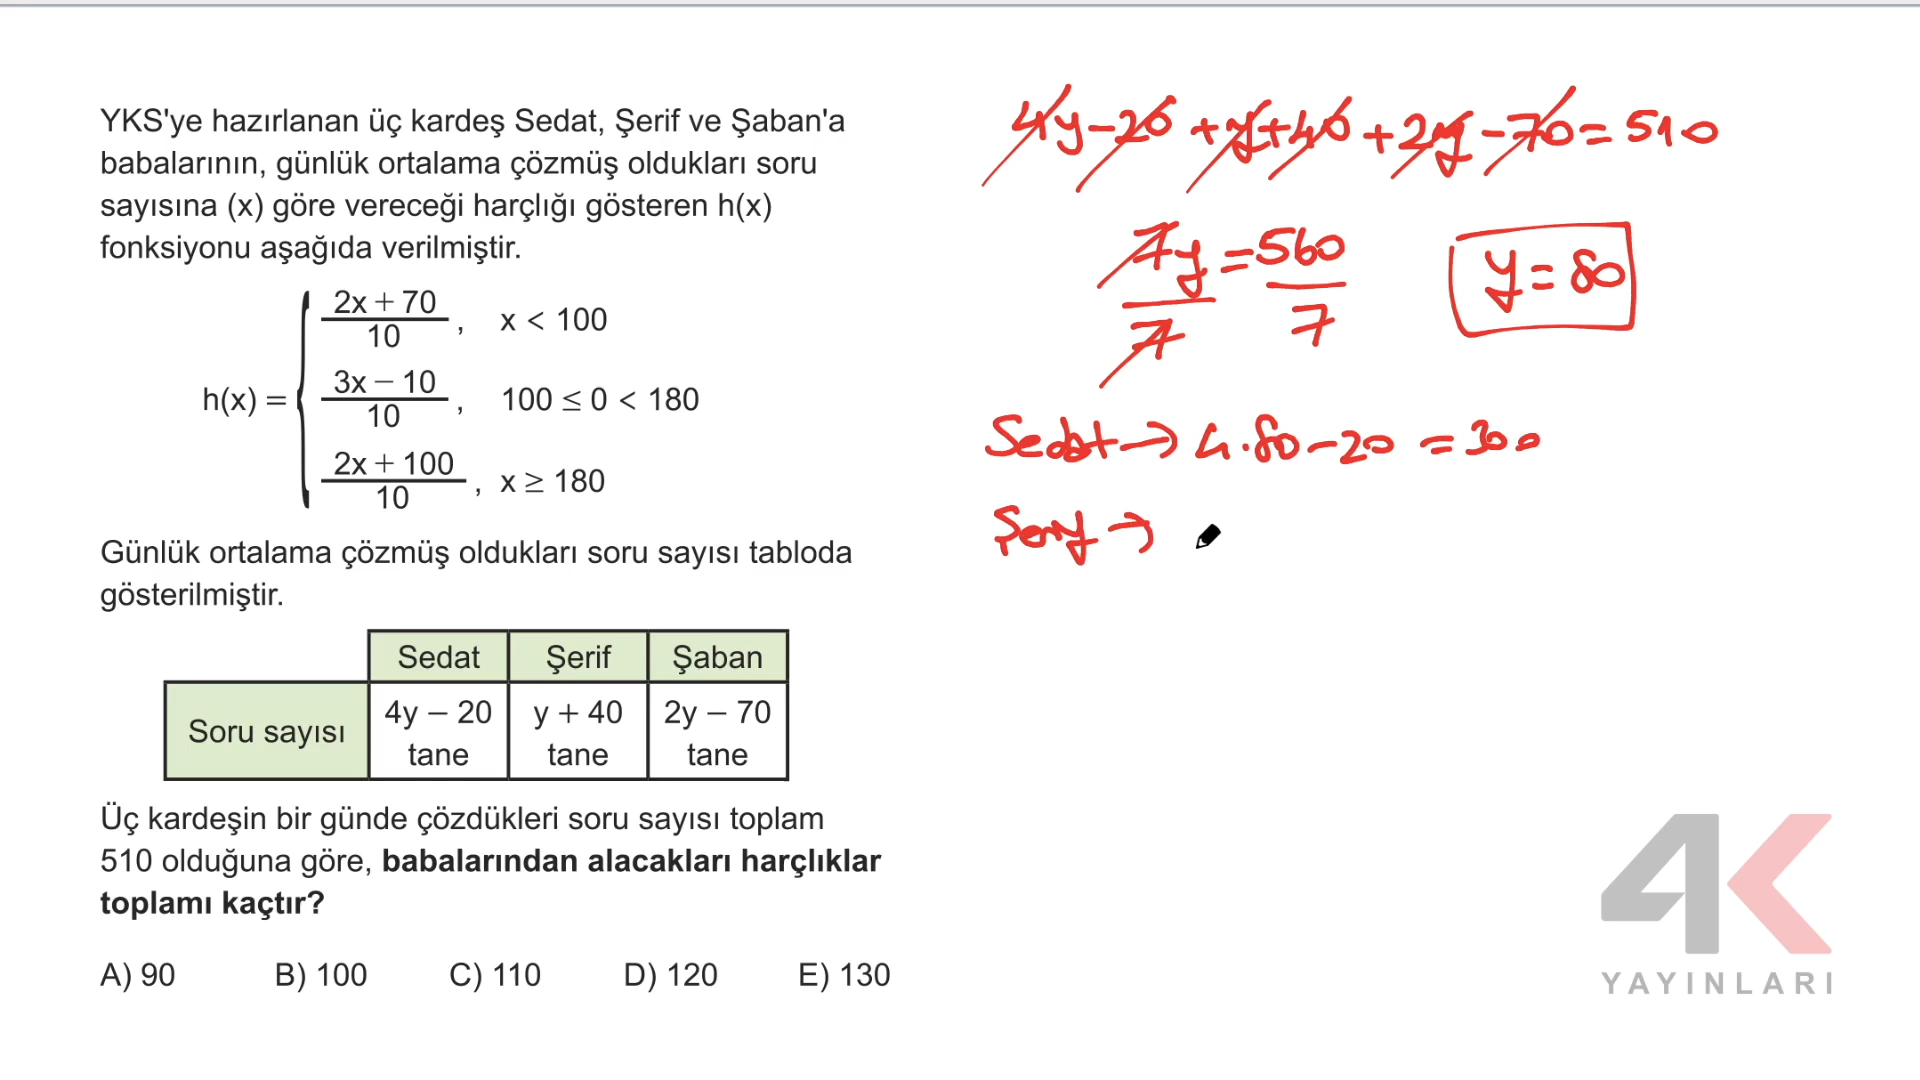 YKS'ye hazırlanan üç kardeş Sedat, Şerif ve Şaban'a
babalarının, günlük ortalama çözmüş oldukları soru
sayısına (x) göre vereceği harçlığı gösteren h(x)
fonksiyonu aşağıda verilmiştir.
h(x) =
2x + 70
10
, x < 100
3x – 10
10
, 100 ≤ 0 < 180
2x + 100
10
, x ≥ 180
Günlük ortalama çözmüş oldukları soru sayısı tabloda
gösterilmiştir.
Sedat Şerif Şaban
Soru sayısı
4y – 20 y + 40 2y – 70
tane tane tane
Üç kardeşin bir günde çözdükleri soru sayısı toplam
510 olduğuna göre, babalarından alacakları harçlıklar
toplamı kaçtır?
A) 90 B) 100 C) 110 D) 120 E) 130
4y-20 +y+40 +2y-70=510
7y = 560
7 7
y = 80
Sedat → 4.80-20 = 300
Şerif →
4K
YAYINLARI